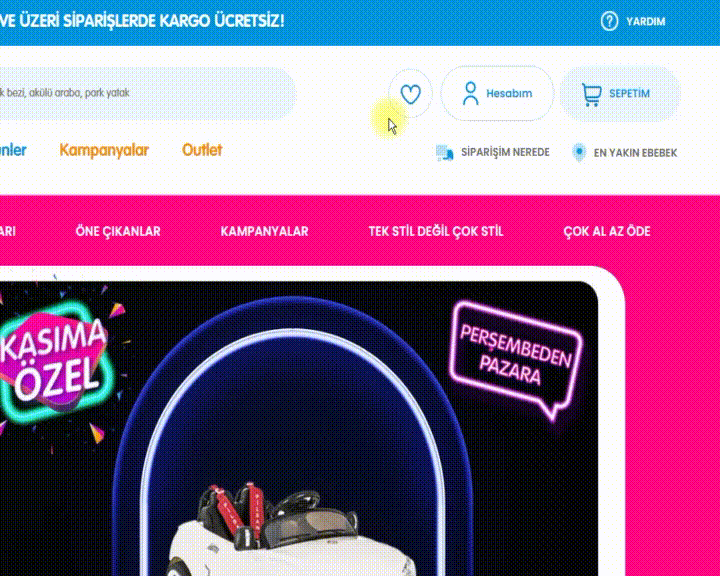 VE ÜZERİ SİPARİŞLERDE KARGO ÜCRETSİZ!
YARDIM
k bezi, akülü araba, park yatak
Hesabım
SEPETİM
ünler Kampanyalar Outlet
SİPARİŞİM NEREDE
EN YAKIN EBEBEK
ARI ÖNE ÇIKANLAR KAMPANYALAR TEK STİL DEĞİL ÇOK STİL ÇOK AL AZ ÖDE
KASIMA
ÖZEL
PERŞEMBEDEN
PAZARA